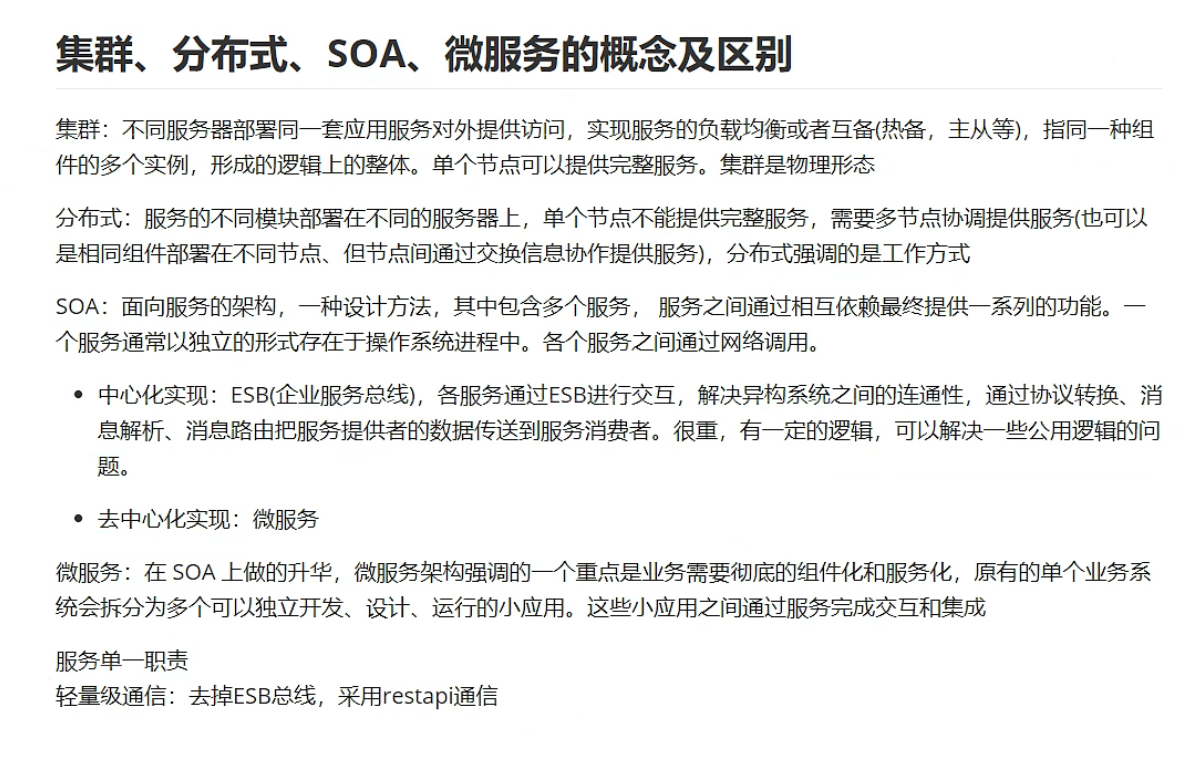 集群、分布式、SOA、微服务的概念及区别
集群：不同服务器部署同一套应用服务对外提供访问，实现服务的负载均衡或者互备(热备，主从等)，指同一种组
件的多个实例，形成的逻辑上的整体。单个节点可以提供完整服务。集群是物理形态
分布式：服务的不同模块部署在不同的服务器上，单个节点不能提供完整服务，需要多节点协调提供服务(也可以
是相同组件部署在不同节点、但节点间通过交换信息协作提供服务)，分布式强调的是工作方式
SOA：面向服务的架构，一种设计方法，其中包含多个服务， 服务之间通过相互依赖最终提供一系列的功能。一
个服务通常以独立的形式存在于操作系统进程中。各个服务之间通过网络调用。
• 中心化实现：ESB(企业服务总线)，各服务通过ESB进行交互，解决异构系统之间的连通性，通过协议转换、消
息解析、消息路由把服务提供者的数据传送到服务消费者。很重，有一定的逻辑，可以解决一些公用逻辑的问
题。
• 去中心化实现：微服务
微服务：在 SOA 上做的升华，微服务架构强调的一个重点是业务需要彻底的组件化和服务化，原有的单个业务系
统会拆分为多个可以独立开发、设计、运行的小应用。这些小应用之间通过服务完成交互和集成
服务单一职责
轻量级通信：去掉ESB总线，采用restapi通信